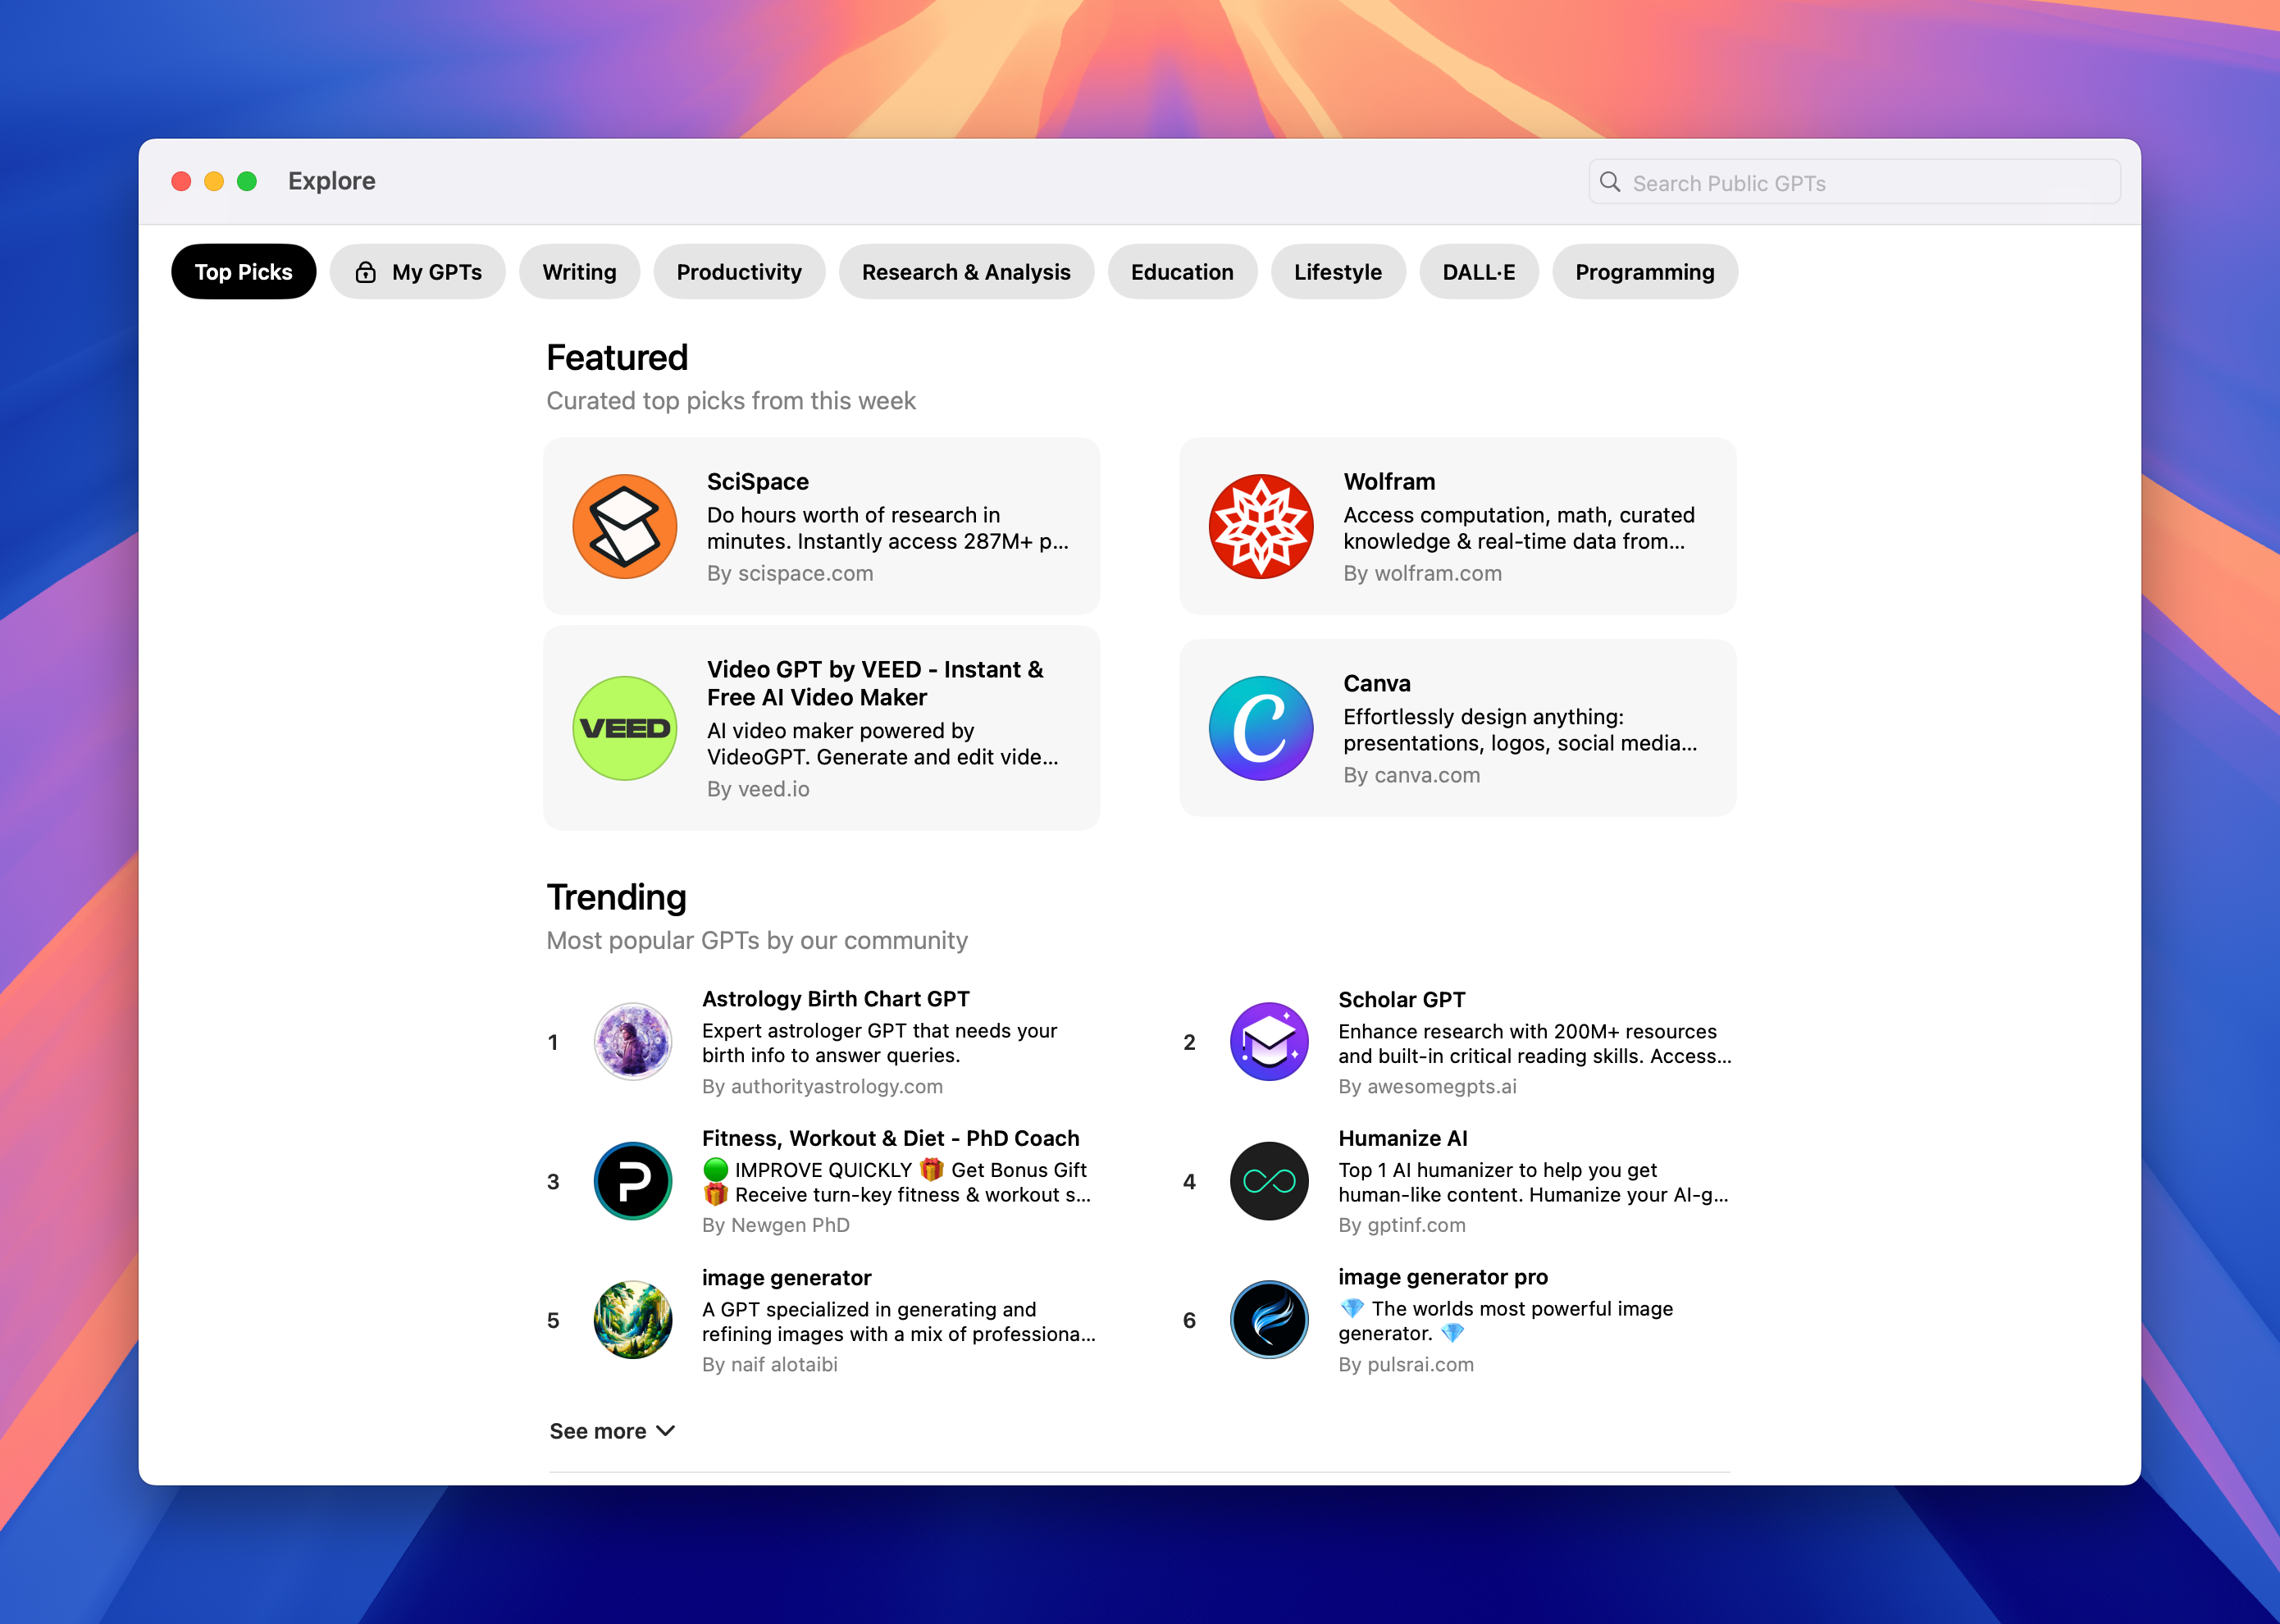 Explore
Search Public GPTs
Top Picks
My GPTs
Writing
Productivity
Research & Analysis
Education
Lifestyle
DALL·E
Programming
Featured
Curated top picks from this week
SciSpace
Do hours worth of research in
minutes. Instantly access 287M+ p...
By scispace.com
Wolfram
Access computation, math, curated
knowledge & real-time data from...
By wolfram.com
VEED
Video GPT by VEED - Instant &
Free AI Video Maker
AI video maker powered by
VideoGPT. Generate and edit vide...
By veed.io
C
Canva
Effortlessly design anything:
presentations, logos, social media...
By canva.com
Trending
Most popular GPTs by our community
1
Astrology Birth Chart GPT
Expert astrologer GPT that needs your
birth info to answer queries.
By authorityastrology.com
2
Scholar GPT
Enhance research with 200M+ resources
and built-in critical reading skills. Access...
By awesomegpts.ai
3
P
Fitness, Workout & Diet - PhD Coach
🟢 IMPROVE QUICKLY 🎁 Get Bonus Gift
🎁 Receive turn-key fitness & workout s...
By Newgen PhD
4
Humanize AI
Top 1 AI humanizer to help you get
human-like content. Humanize your AI-g...
By gptinf.com
5
image generator
A GPT specialized in generating and
refining images with a mix of professiona...
By naif alotaibi
6
image generator pro
💎 The worlds most powerful image
generator. 💎
By pulsrai.com
See more